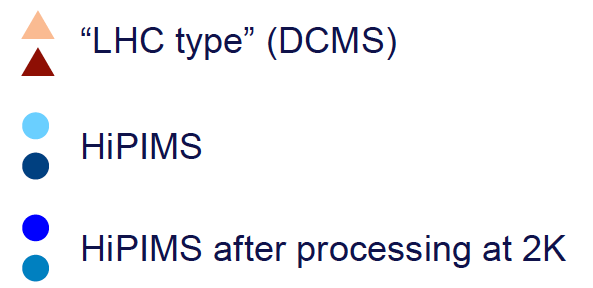 “LHC type” (DCMS)
HiPIMS
HiPIMS after processing at 2K